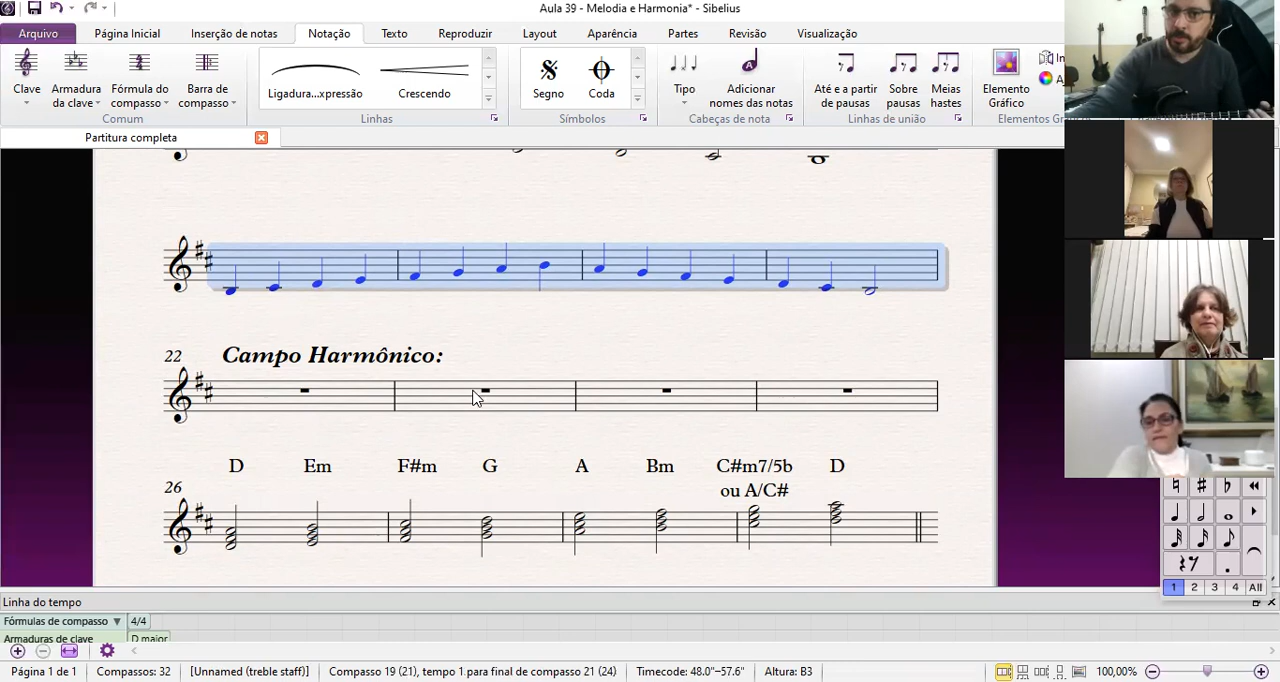 Aula 39 - Melodia e Harmonia* - Sibelius
Arquivo
Página Inicial
Inserção de notas
Notação
Texto
Reproduzir
Layout
Aparência
Partes
Revisão
Visualização
Clave
Armadura da clave
Fórmula do compasso
Barra de compasso
Comum
Ligadura...xpressão
Crescendo
Linhas
Segno
Coda
Símbolos
Tipo
Adicionar nomes das notas
Cabeças de nota
Até e a partir de pausas
Sobre pausas
Meias hastes
Linhas de união
Elemento Gráfico
Partitura completa
22
Campo Harmônico:
D Em F#m G A Bm C#m7/5b D
ou A/C#
26
1 2 3 4 All
Linha do tempo
Fórmulas de compasso 4/4
Armaduras de clave D maior
Página 1 de 1
Compassos: 32
[Unnamed (treble staff)]
Compasso 19 (21), tempo 1 para final de compasso 21 (24)
Timecode: 48.0"-57.6"
Altura: B3
100,00%